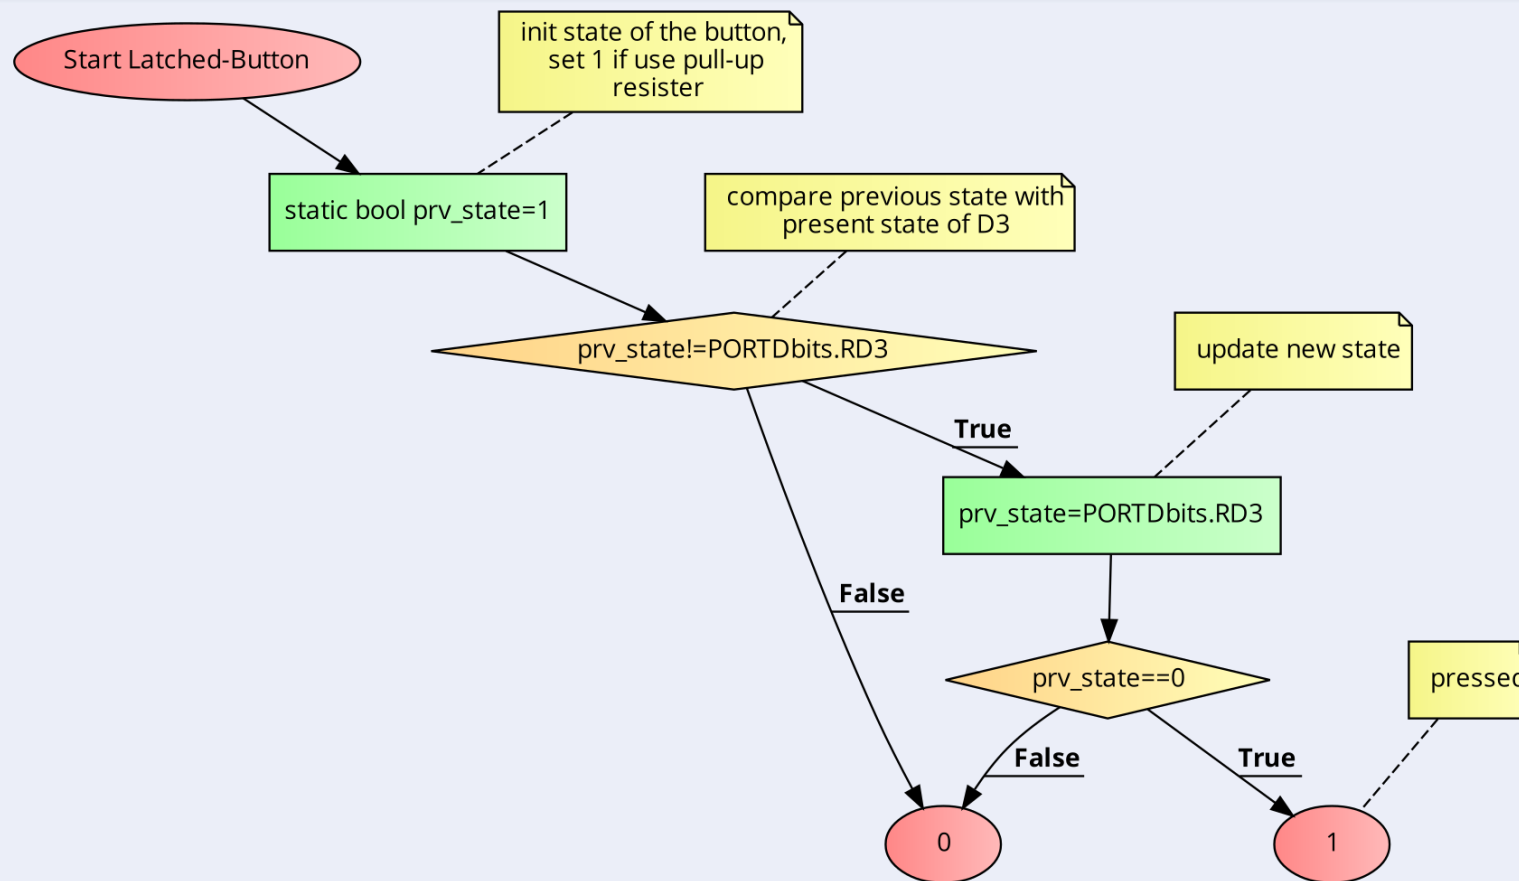 Start Latched-Button
init state of the button,
set 1 if use pull-up
resister
static bool prv_state=1
compare previous state with
present state of D3
prv_state!=PORTDbits.RD3
update new state
True
prv_state=PORTDbits.RD3
False
prv_state==0
pressed
False
True
0
1